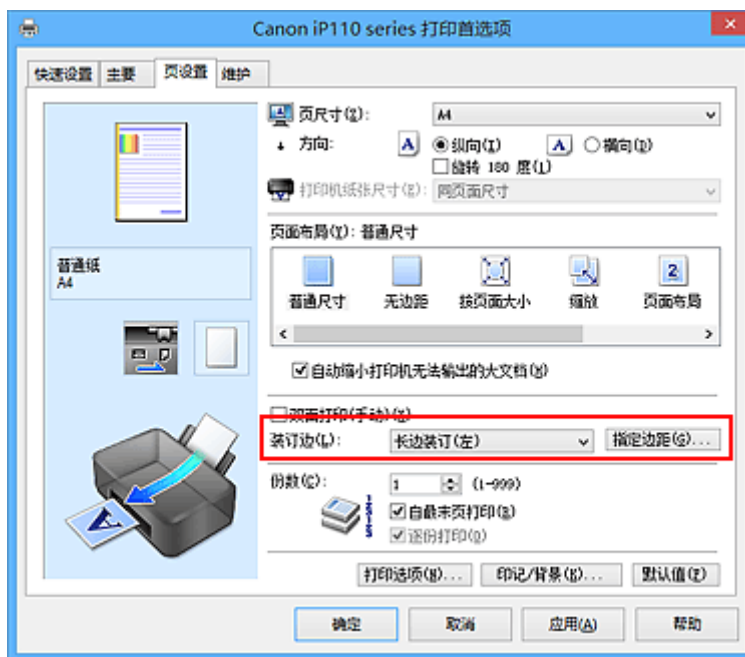 Canon iP110 series 打印首选项
快速设置 主要 页设置 维护
页尺寸(Z): A4
方向: A 纵向(I) A 横向(D)
旋转 180 度(L)
打印机纸张尺寸(E): 同页面尺寸
页面布局(Y): 普通尺寸
普通尺寸 无边距 按页面大小 缩放 页面布局
普通纸
A4
自动缩小打印机无法输出的大文档(W)
双面打印(手动)(X)
装订边(L): 长边装订(左) 指定边距(G)...
份数(C): 1 (1-999)
自最末页打印(R)
逐份打印(O)
打印选项(N)... 印记/背景(K)... 默认值(F)
确定 取消 应用(A) 帮助